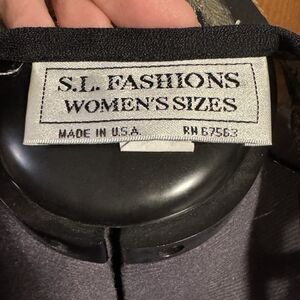 S.L. FASHIONS
WOMEN'S SIZES
MADE IN U.S.A. RN 67563